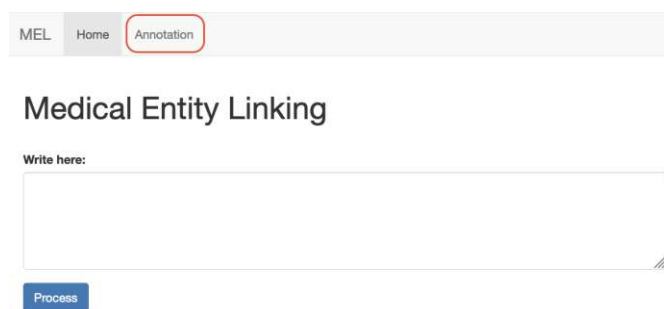 MEL Home Annotation
Medical Entity Linking
Write here:
Process